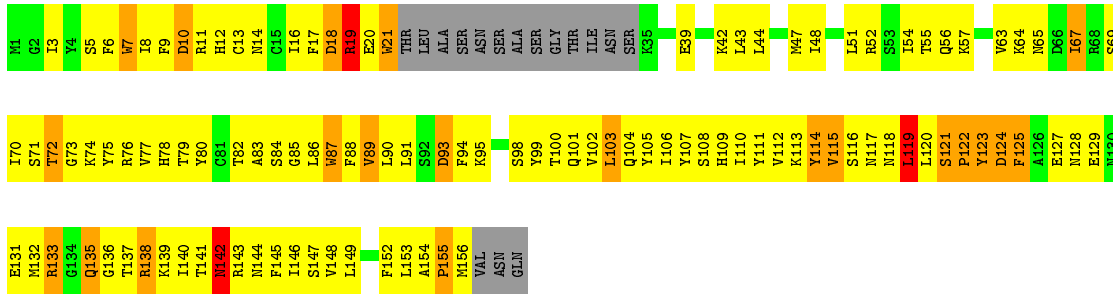 M1 G2 I3 Y4 S5 F6 W7 I8 F9 D10 R11 H12 C13 N14 C15 I16 F17 D18 R19 E20 W21 THR LEU ALA SER ASN SER ALA SER GLY THR ILE ASN SER K35 E39 K42 L43 L44 M47 I48 L51 R52 S53 I54 T55 Q56 K57 V63 K64 N65 D66 I67 R68 S69
I70 S71 T72 G73 K74 Y75 R76 V77 H78 T79 Y80 C81 T82 A83 S84 G85 L86 W87 F88 V89 L90 L91 S92 D93 F94 K95 S98 Y99 T100 Q101 V102 L103 Q104 Y105 I106 Y107 S108 H109 I110 Y111 V112 K113 Y114 V115 S116 N117 N118 L119 L120 S121 P122 Y123 D124 F125 A126 E127 N128 E129 N130
E131 M132 R133 G134 Q135 G136 T137 R138 K139 I140 T141 N142 R143 N144 F145 I146 S147 V148 L149 F152 L153 A154 P155 M156 VAL ASN GLN